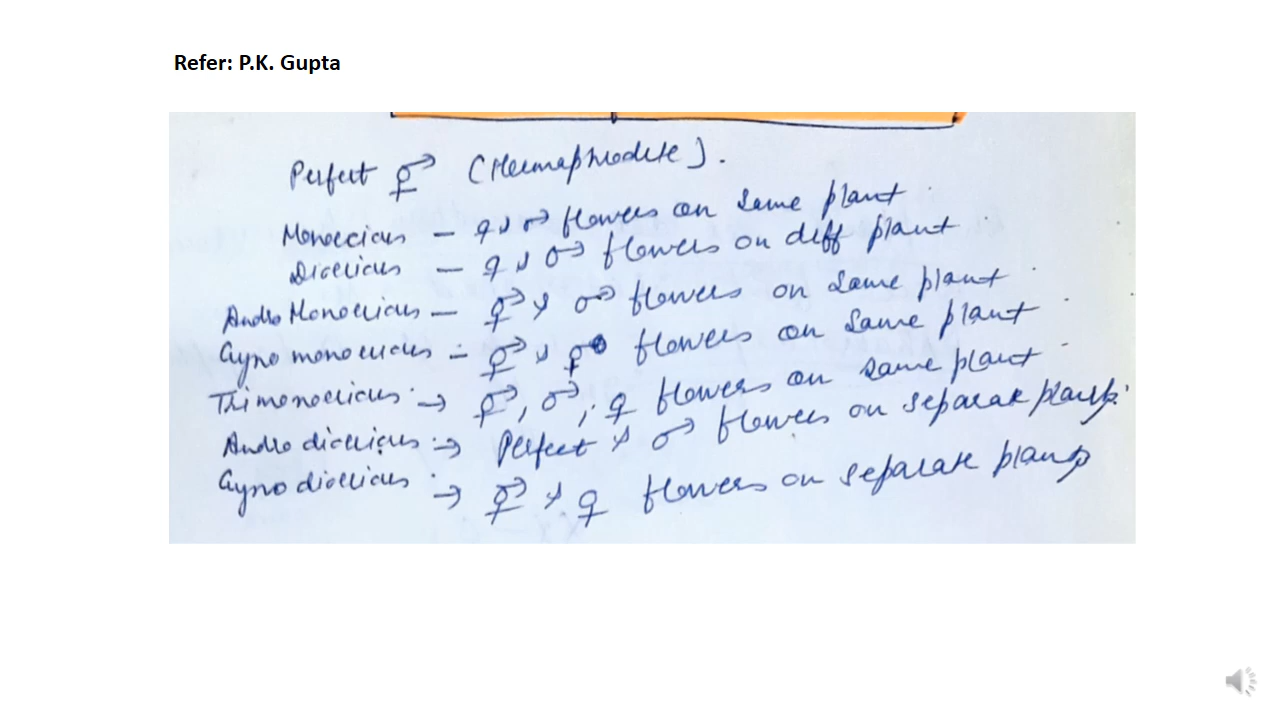 Refer: P.K. Gupta
Perfect ⚥ (Hermaphrodite).
Monoecious – ♀ & ♂ flowers on same plant
Dioecious – ♀ & ♂ flowers on diff plant
Andro Monoecious – ⚥ & ♂ flowers on same plant
Gyno monoecious – ⚥ & ♀ flowers on same plant
Trimonoecious → ⚥, ♂, ♀ flowers on same plant
Andro dioecious → Perfect & ♂ flowers on separate plants.
Gyno dioecious → ⚥ & ♀ flowers on separate plants